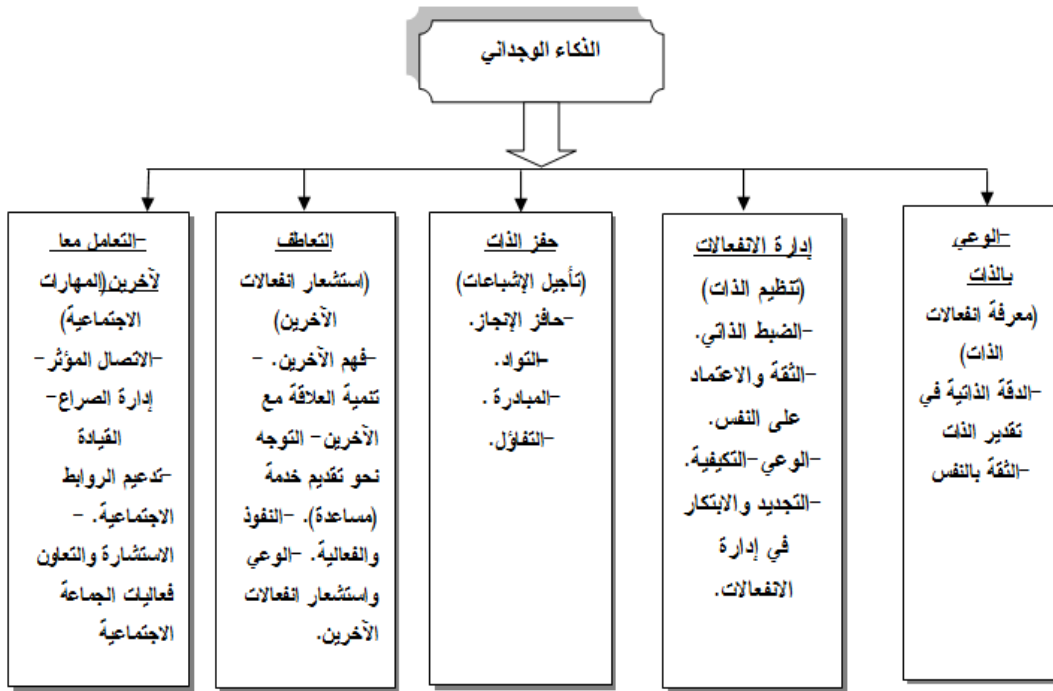 الذكاء الوجداني
-الوعي
بالذات
(معرفة انفعالات
الذات)
-الدقة الذاتية في
تقدير الذات
-الثقة بالنفس
إدارة الانفعالات
(تنظيم الذات)
-الضبط الذاتي.
-الثقة والاعتماد
على النفس.
-الوعي -التكيفية.
-التجديد والابتكار
في إدارة
الانفعالات.
حفز الذات
(تأجيل الإشباعات)
-حافز الإنجاز.
-التواد.
-المبادرة .
-التفاؤل.
التعاطف
(استشعار انفعالات
الآخرين)
-فهم الآخرين. -
تنمية العلاقة مع
الآخرين- التوجه
نحو تقديم خدمة
(مساعدة). -النفوذ
والفعالية. -الوعي
واستشعار انفعالات
الآخرين.
-التعامل معا
لآخرين(المهارات
الاجتماعية)
-الاتصال المؤثر-
إدارة الصراع-
القيادة
-تدعيم الروابط
الاجتماعية. -
الاستشارة والتعاون
فعاليات الجماعة
الاجتماعية